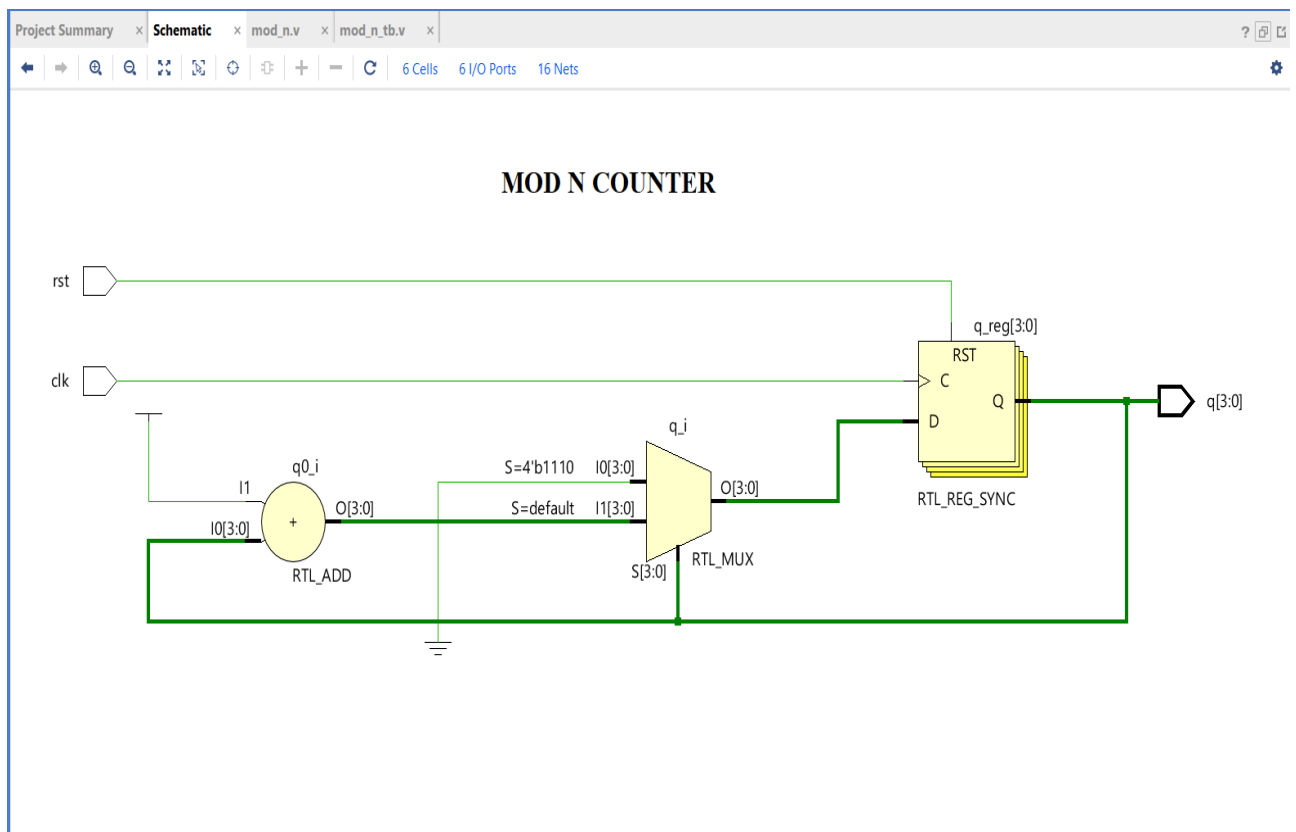 Project Summary × Schematic × mod_n.v × mod_n_tb.v × ?
6 Cells 6 I/O Ports 16 Nets
MOD N COUNTER
rst
q_reg[3:0]
RST
clk
C
Q
q[3:0]
D
q_i
q0_i
S=4'b1110 I0[3:0]
I1
O[3:0]
RTL_REG_SYNC
O[3:0]
S=default I1[3:0]
+
I0[3:0]
RTL_MUX
S[3:0]
RTL_ADD